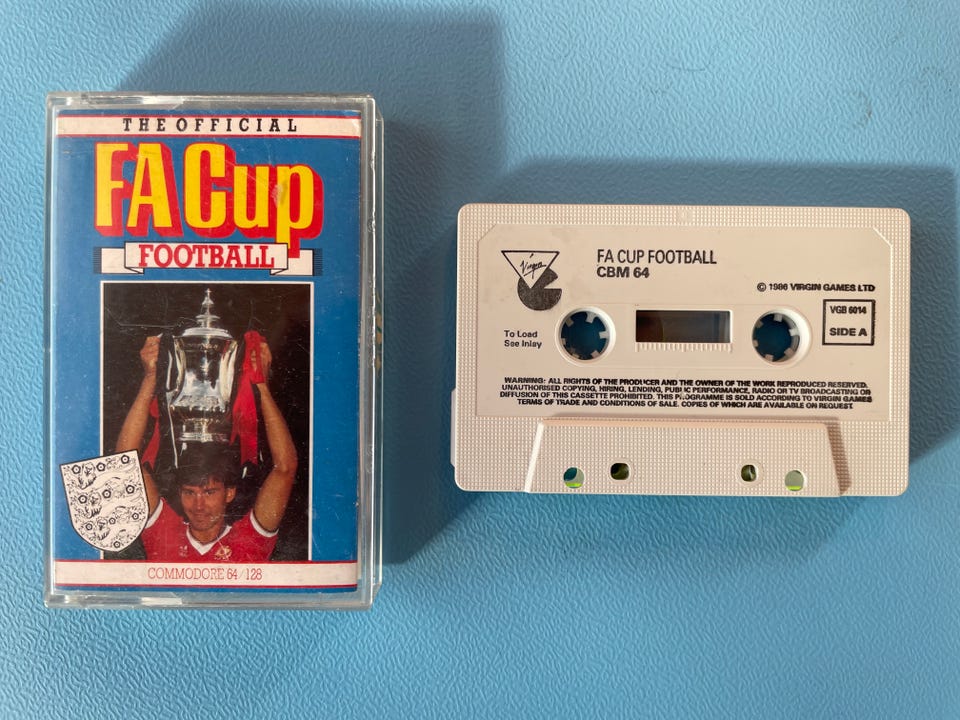 THE OFFICIAL
FA Cup
FOOTBALL
COMMODORE 64/128
Virgin
FA CUP FOOTBALL
CBM 64
© 1986 VIRGIN GAMES LTD
VGB 6014
SIDE A
To Load
See Inlay
WARNING: ALL RIGHTS OF THE PRODUCER AND THE OWNER OF THE WORK REPRODUCED RESERVED.
UNAUTHORISED COPYING, HIRING, LENDING, PUBLIC PERFORMANCE, RADIO OR TV BROADCASTING OR
DIFFUSION OF THIS CASSETTE PROHIBITED. THIS PROGRAMME IS SOLD ACCORDING TO VIRGIN GAMES
TERMS OF TRADE AND CONDITIONS OF SALE. COPIES OF WHICH ARE AVAILABLE ON REQUEST.